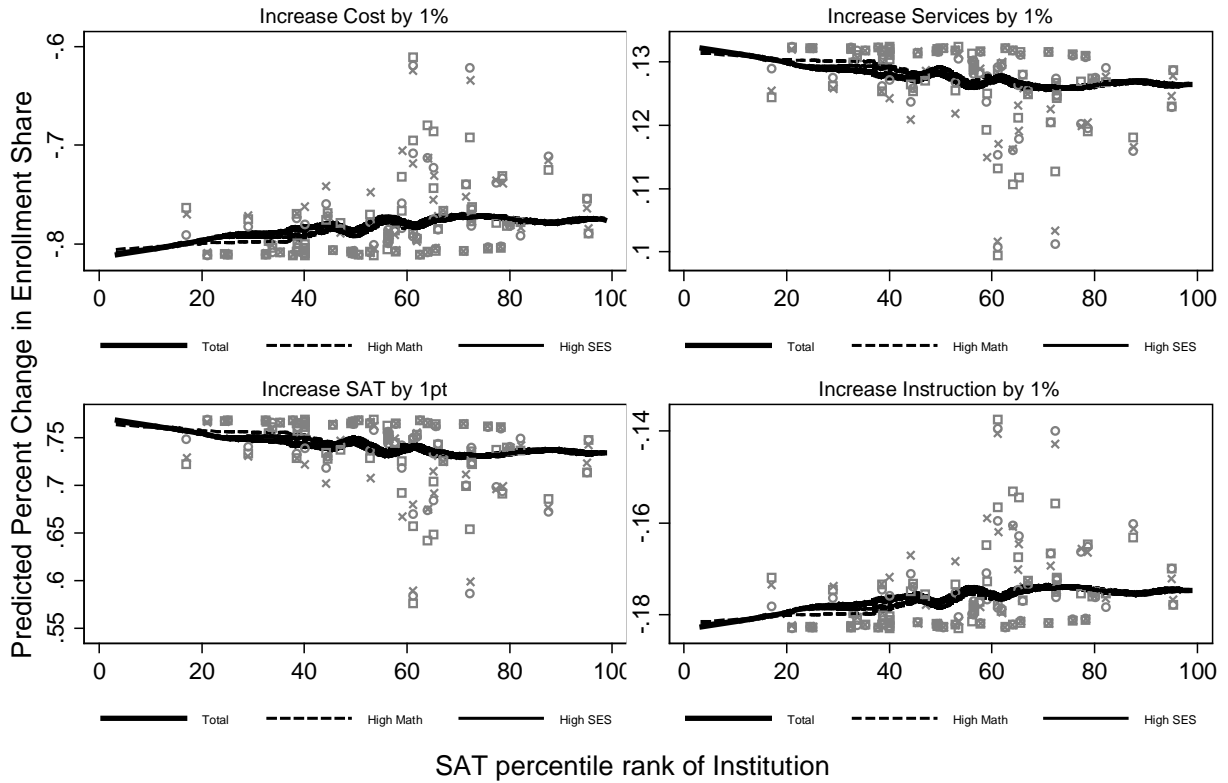 Predicted Percent Change in Enrollment Share
Increase Cost by 1%
-.6
-.7
-.8
0 20 40 60 80 100
Total High Math High SES
Increase Services by 1%
.13
.12
.11
.1
0 20 40 60 80 100
Total High Math High SES
Increase SAT by 1pt
.75
.7
.65
.6
.55
0 20 40 60 80 100
Total High Math High SES
Increase Instruction by 1%
-.14
-.16
-.18
0 20 40 60 80 100
Total High Math High SES
SAT percentile rank of Institution